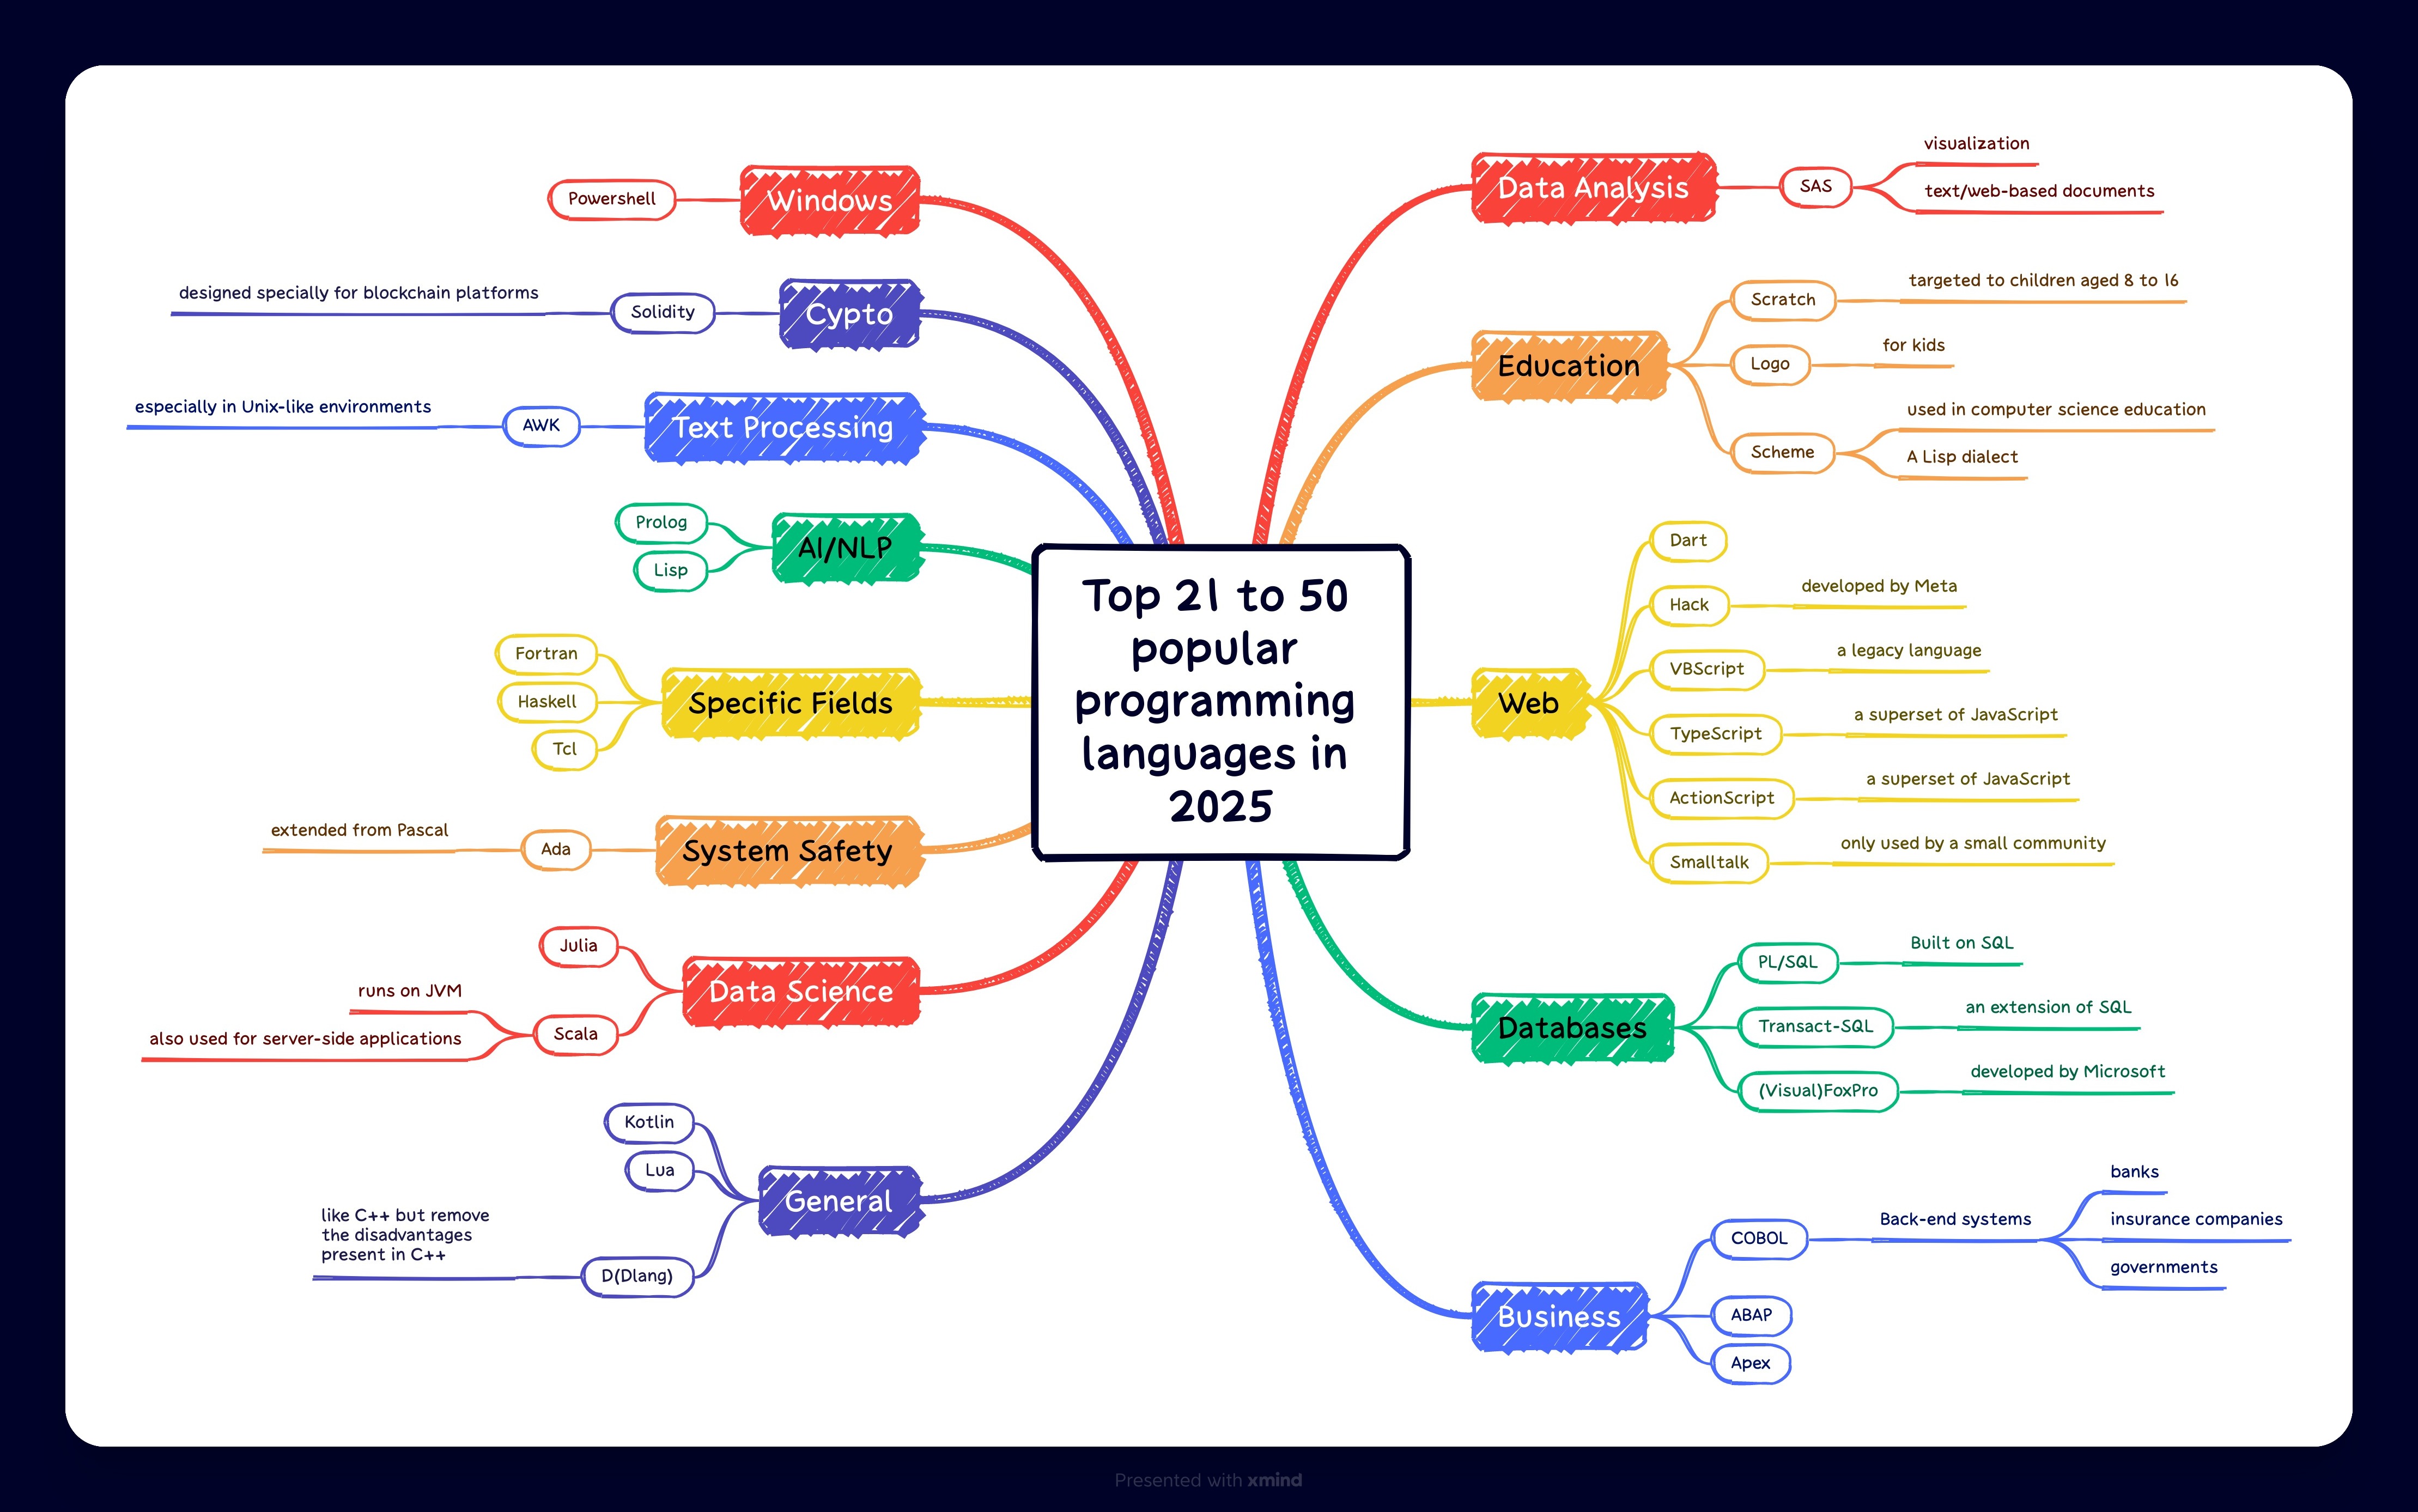 Top 21 to 50
popular
programming
languages in
2025
Windows
Powershell
Cypto
Solidity
designed specially for blockchain platforms
Text Processing
AWK
especially in Unix-like environments
AI/NLP
Prolog
Lisp
Specific Fields
Fortran
Haskell
Tcl
System Safety
Ada
extended from Pascal
Data Science
Julia
Scala
runs on JVM
also used for server-side applications
General
Kotlin
Lua
D(Dlang)
like C++ but remove
the disadvantages
present in C++
Data Analysis
SAS
visualization
text/web-based documents
Education
Scratch
targeted to children aged 8 to 16
Logo
for kids
Scheme
used in computer science education
A Lisp dialect
Web
Dart
Hack
developed by Meta
VBScript
a legacy language
TypeScript
a superset of JavaScript
ActionScript
a superset of JavaScript
Smalltalk
only used by a small community
Databases
PL/SQL
Built on SQL
Transact-SQL
an extension of SQL
(Visual)FoxPro
developed by Microsoft
Business
COBOL
Back-end systems
banks
insurance companies
governments
ABAP
Apex
Presented with xmind